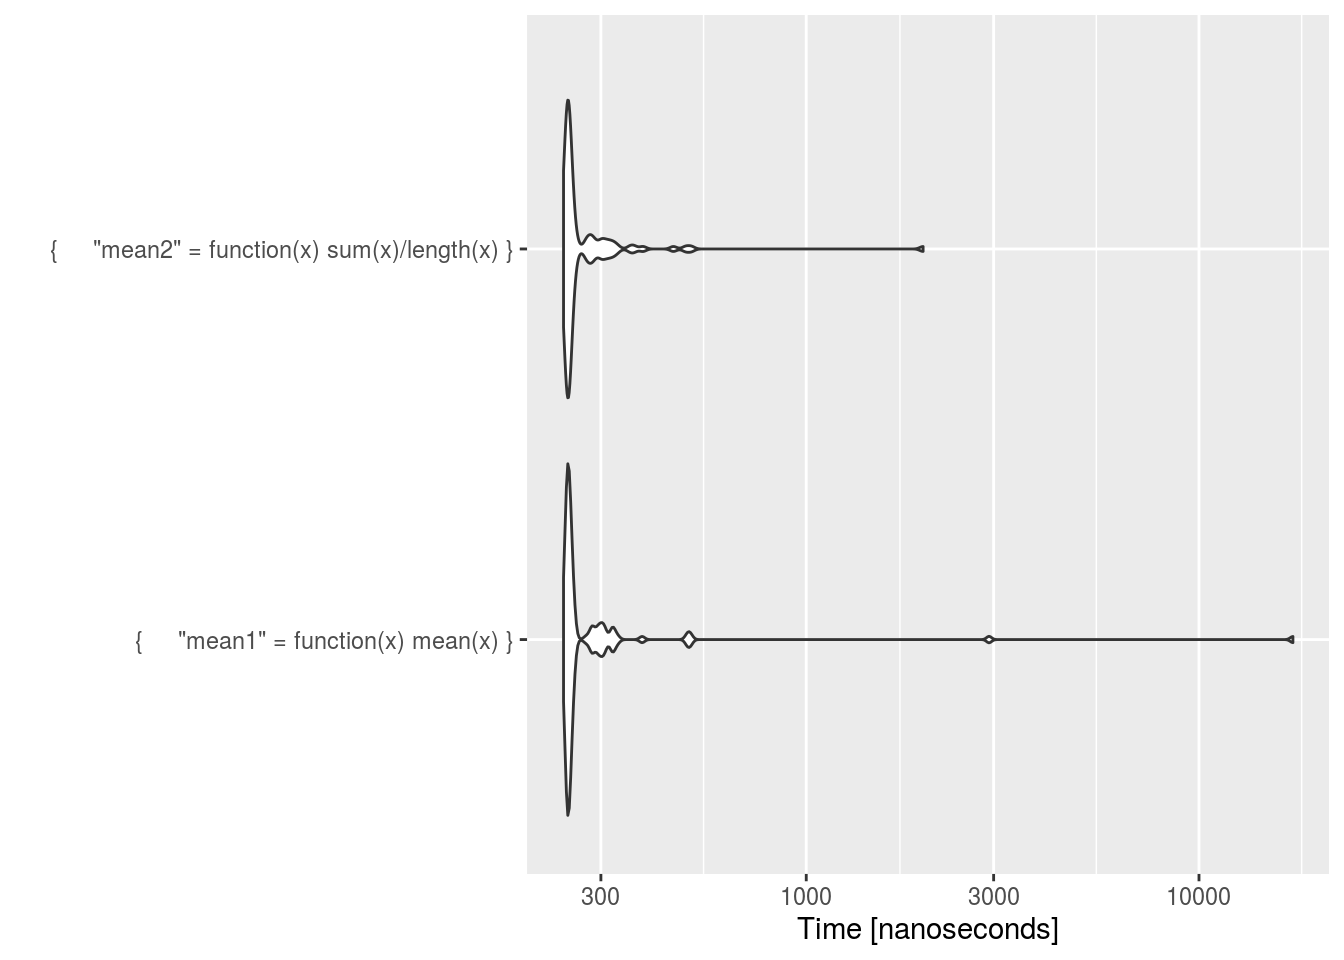 {     "mean2" = function(x) sum(x)/length(x) }
{     "mean1" = function(x) mean(x) }
300 1000 3000 10000
Time [nanoseconds]